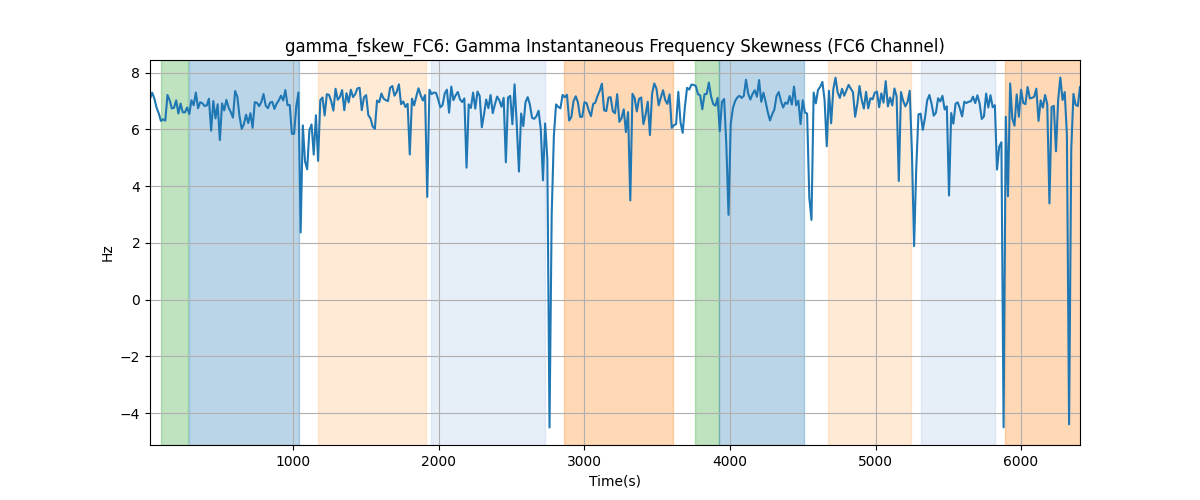 gamma_fskew_FC6: Gamma Instantaneous Frequency Skewness (FC6 Channel)
8
6
4
2
0
−2
−4
Hz
1000 2000 3000 4000 5000 6000
Time(s)